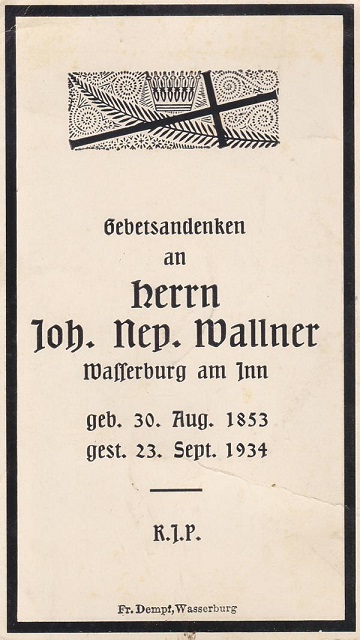 Gebetsandenken
an
Herrn
Joh. Nep. Wallner
Wasserburg am Inn
geb. 30. Aug. 1853
gest. 23. Sept. 1934
R.I.P.
Fr. Dempf, Wasserburg